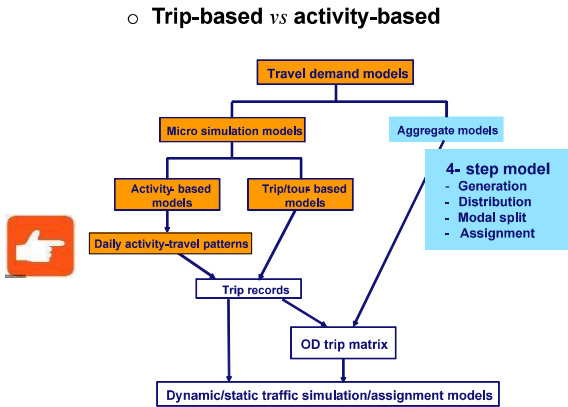 ○ Trip-based vs activity-based
Travel demand models
Micro simulation models
Aggregate models
4- step model
- Generation
- Distribution
- Modal split
- Assignment
Activity- based
models
Trip/tour- based
models
Daily activity-travel patterns
Trip records
OD trip matrix
Dynamic/static traffic simulation/assignment models